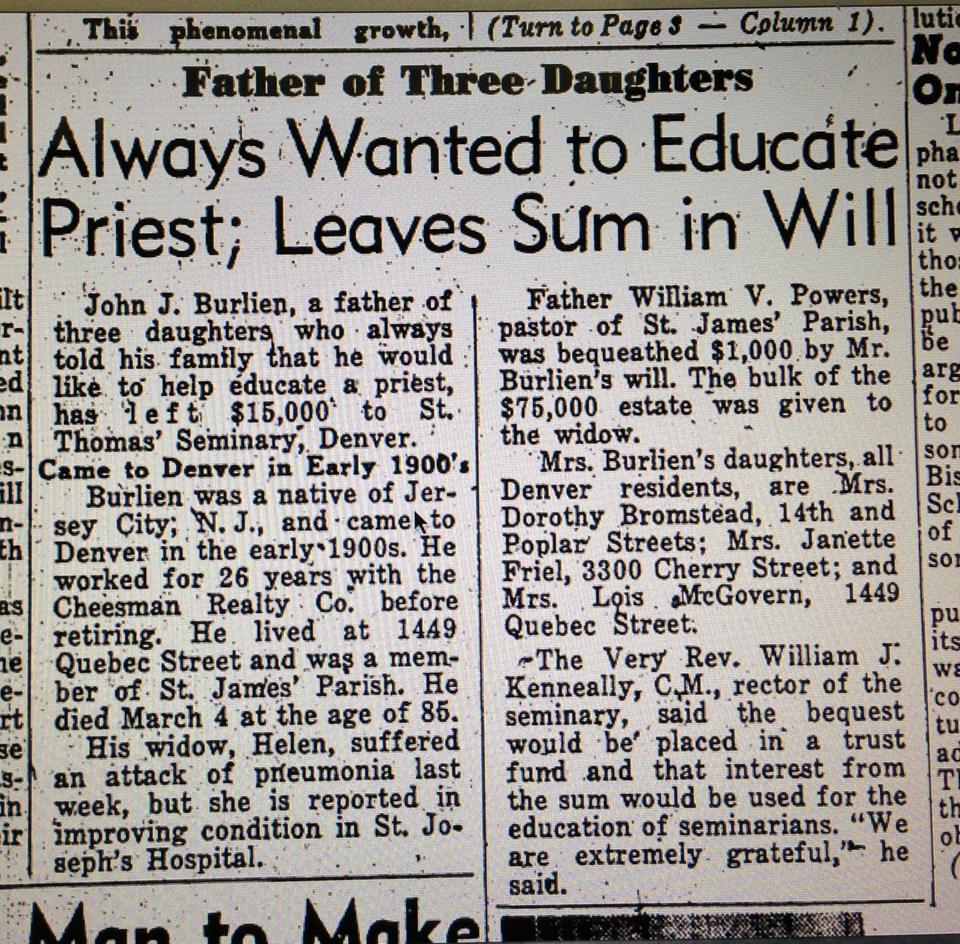 This phenomenal growth,
(Turn to Page 3 — Column 1).
Father of Three Daughters
Always Wanted to Educate
Priest; Leaves Sum in Will
John J. Burlien, a father of
three daughters who always
told his family that he would
like to help educate a priest,
has left $15,000 to St.
Thomas' Seminary, Denver.
Came to Denver in Early 1900's
Burlien was a native of Jer-
sey City, N. J., and came to
Denver in the early 1900s. He
worked for 26 years with the
Cheesman Realty Co. before
retiring. He lived at 1449
Quebec Street and was a mem-
ber of St. James' Parish. He
died March 4 at the age of 85.
His widow, Helen, suffered
an attack of pneumonia last
week, but she is reported in
improving condition in St. Jo-
seph's Hospital.
Father William V. Powers,
pastor of St. James' Parish,
was bequeathed $1,000 by Mr.
Burlien's will. The bulk of the
$75,000 estate was given to
the widow.
Mrs. Burlien's daughters, all
Denver residents, are Mrs.
Dorothy Bromstead, 14th and
Poplar Streets; Mrs. Janette
Friel, 3300 Cherry Street; and
Mrs. Lois McGovern, 1449
Quebec Street.
The Very Rev. William J.
Kenneally, C.M., rector of the
seminary, said the bequest
would be placed in a trust
fund and that interest from
the sum would be used for the
education of seminarians. "We
are extremely grateful," he
said.
Man to Make